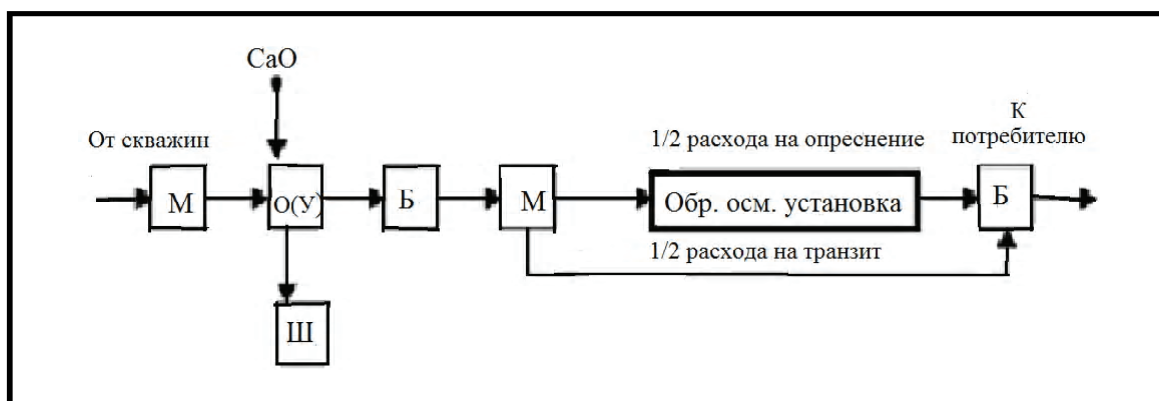 CaO
От скважин
М
О(У)
Б
М
1/2 расхода на опреснение
Обр. осм. установка
1/2 расхода на транзит
К
потребителю
Б
Ш